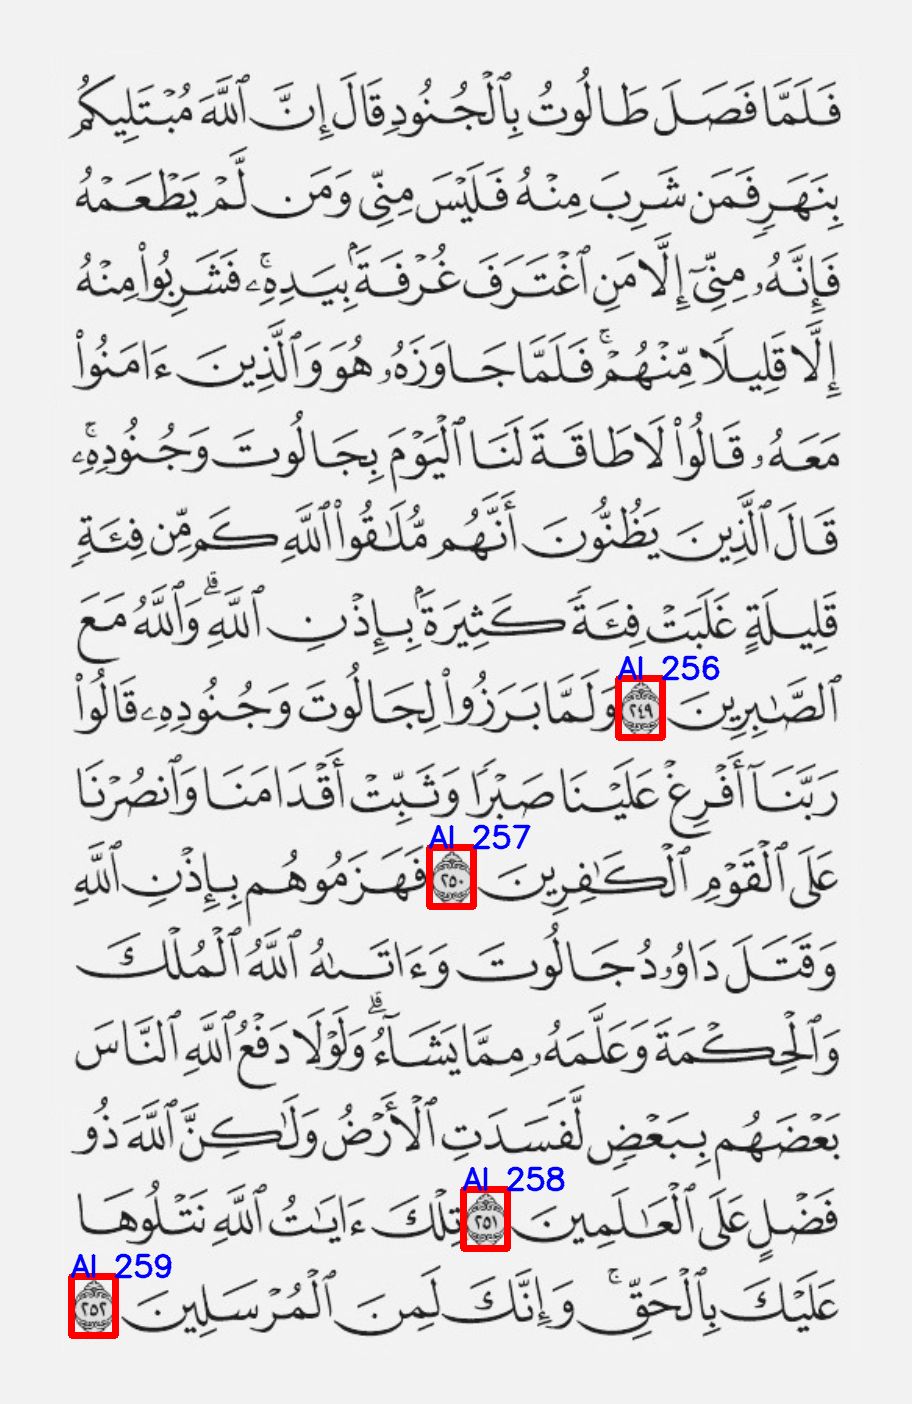 فَلَمَّا فَصَلَ طَالُوتُ بِٱلْجُنُودِ قَالَ إِنَّ ٱللَّهَ مُبْتَلِيكُم
بِنَهَرٍ فَمَن شَرِبَ مِنْهُ فَلَيْسَ مِنِّى وَمَن لَّمْ يَطْعَمْهُ
فَإِنَّهُۥ مِنِّىٓ إِلَّا مَنِ ٱغْتَرَفَ غُرْفَةًۢ بِيَدِهِۦۚ فَشَرِبُوا۟ مِنْهُ
إِلَّا قَلِيلًا مِّنْهُمْۚ فَلَمَّا جَاوَزَهُۥ هُوَ وَٱلَّذِينَ ءَامَنُوا۟
مَعَهُۥ قَالُوا۟ لَا طَاقَةَ لَنَا ٱلْيَوْمَ بِجَالُوتَ وَجُنُودِهِۦۚ
قَالَ ٱلَّذِينَ يَظُنُّونَ أَنَّهُم مُّلَٰقُوا۟ ٱللَّهِ كَم مِّن فِئَةٍ
قَلِيلَةٍ غَلَبَتْ فِئَةً كَثِيرَةًۢ بِإِذْنِ ٱللَّهِۗ وَٱللَّهُ مَعَ
AI 256
ٱلصَّٰبِرِينَ ٢٤٩ وَلَمَّا بَرَزُوا۟ لِجَالُوتَ وَجُنُودِهِۦ قَالُوا۟
رَبَّنَآ أَفْرِغْ عَلَيْنَا صَبْرًا وَثَبِّتْ أَقْدَامَنَا وَٱنصُرْنَا
AI 257
عَلَى ٱلْقَوْمِ ٱلْكَٰفِرِينَ ٢٥٠ فَهَزَمُوهُم بِإِذْنِ ٱللَّهِ
وَقَتَلَ دَاوُۥدُ جَالُوتَ وَءَاتَىٰهُ ٱللَّهُ ٱلْمُلْكَ
وَٱلْحِكْمَةَ وَعَلَّمَهُۥ مِمَّا يَشَآءُۗ وَلَوْلَا دَفْعُ ٱللَّهِ ٱلنَّاسَ
بَعْضَهُم بِبَعْضٍ لَّفَسَدَتِ ٱلْأَرْضُ وَلَٰكِنَّ ٱللَّهَ ذُو
AI 258
فَضْلٍ عَلَى ٱلْعَٰلَمِينَ ٢٥١ تِلْكَ ءَايَٰتُ ٱللَّهِ نَتْلُوهَا
AI 259
عَلَيْكَ بِٱلْحَقِّۚ وَإِنَّكَ لَمِنَ ٱلْمُرْسَلِينَ ٢٥٢